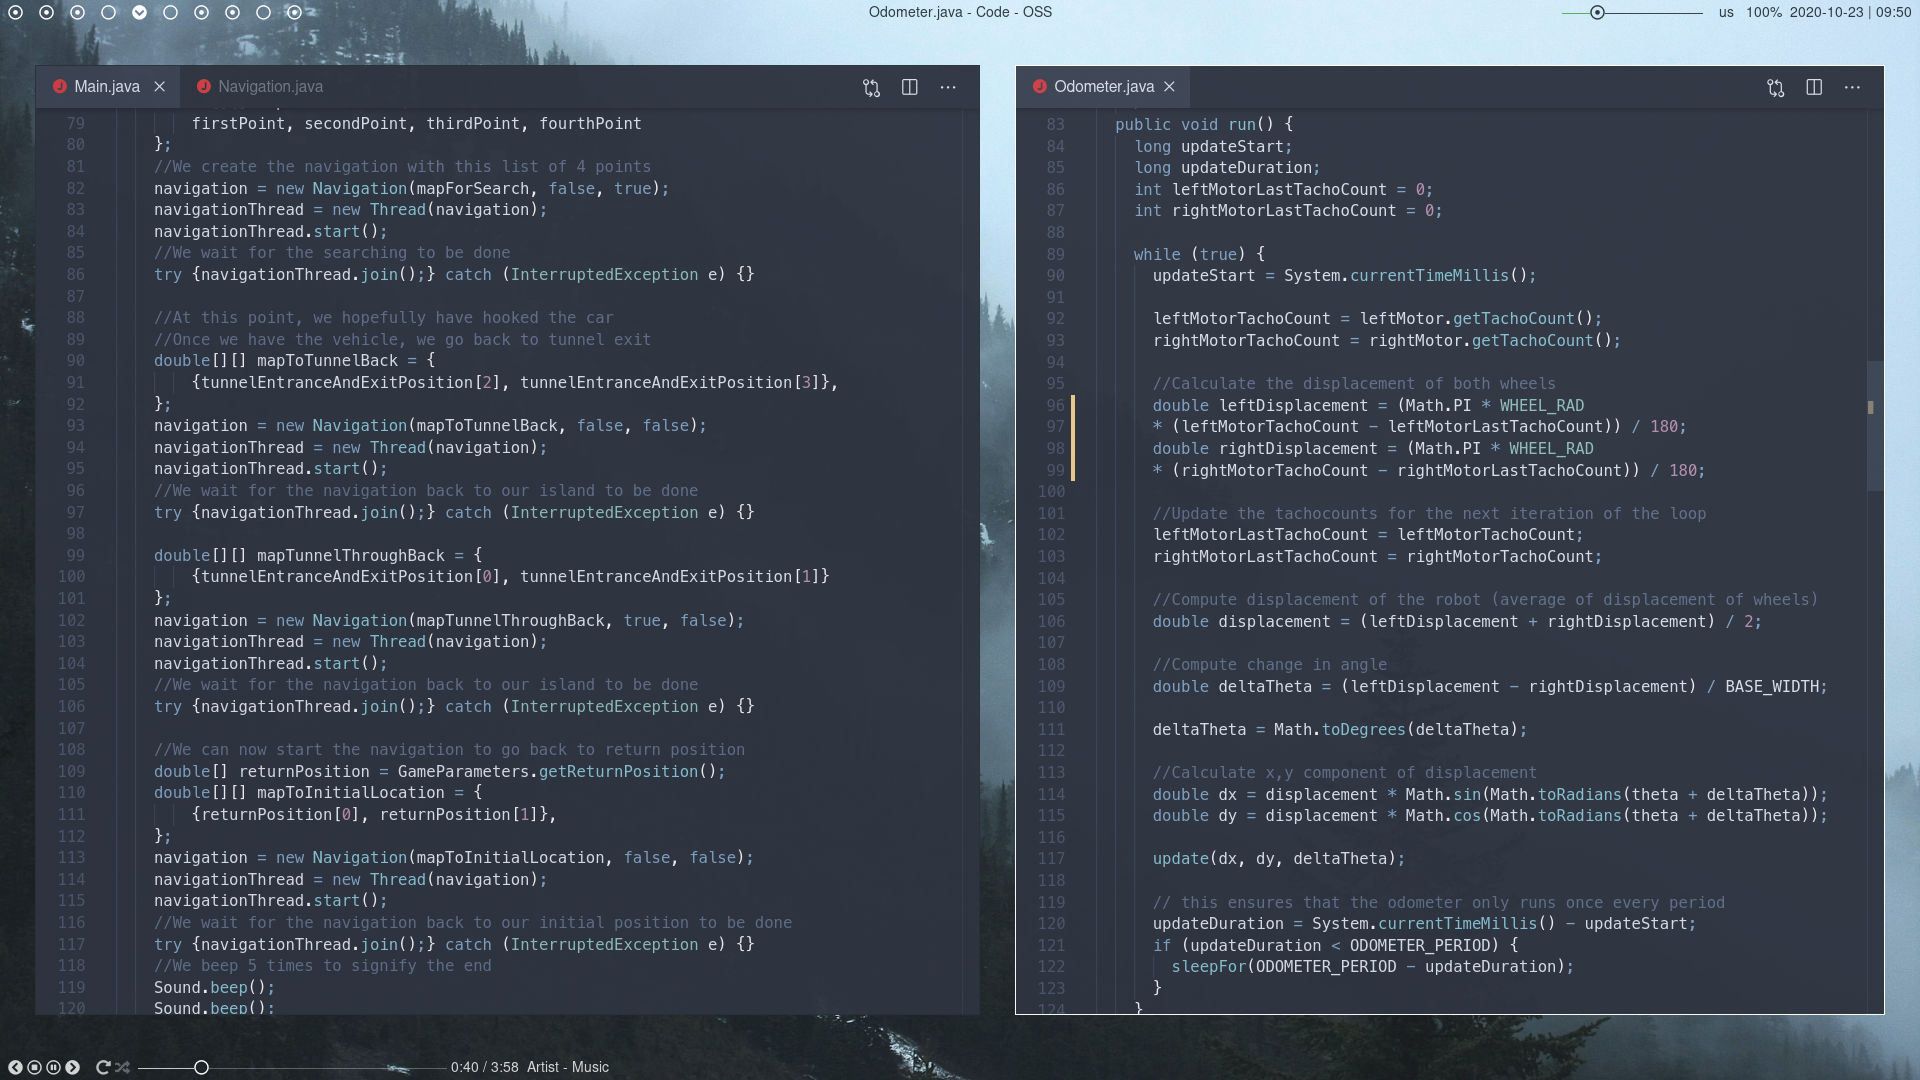 Odometer.java - Code - OSS
us 100% 2020-10-23 | 09:50
Main.java
Navigation.java
79 firstPoint, secondPoint, thirdPoint, fourthPoint
80 };
81 //We create the navigation with this list of 4 points
82 navigation = new Navigation(mapForSearch, false, true);
83 navigationThread = new Thread(navigation);
84 navigationThread.start();
85 //We wait for the searching to be done
86 try {navigationThread.join();} catch (InterruptedException e) {}
87
88 //At this point, we hopefully have hooked the car
89 //Once we have the vehicle, we go back to tunnel exit
90 double[][] mapToTunnelBack = {
91 {tunnelEntranceAndExitPosition[2], tunnelEntranceAndExitPosition[3]},
92 };
93 navigation = new Navigation(mapToTunnelBack, false, false);
94 navigationThread = new Thread(navigation);
95 navigationThread.start();
96 //We wait for the navigation back to our island to be done
97 try {navigationThread.join();} catch (InterruptedException e) {}
98
99 double[][] mapTunnelThroughBack = {
100 {tunnelEntranceAndExitPosition[0], tunnelEntranceAndExitPosition[1]}
101 };
102 navigation = new Navigation(mapTunnelThroughBack, true, false);
103 navigationThread = new Thread(navigation);
104 navigationThread.start();
105 //We wait for the navigation back to our island to be done
106 try {navigationThread.join();} catch (InterruptedException e) {}
107
108 //We can now start the navigation to go back to return position
109 double[] returnPosition = GameParameters.getReturnPosition();
110 double[][] mapToInitialLocation = {
111 {returnPosition[0], returnPosition[1]},
112 };
113 navigation = new Navigation(mapToInitialLocation, false, false);
114 navigationThread = new Thread(navigation);
115 navigationThread.start();
116 //We wait for the navigation back to our initial position to be done
117 try {navigationThread.join();} catch (InterruptedException e) {}
118 //We beep 5 times to signify the end
119 Sound.beep();
120 Sound.beep();
Odometer.java
83 public void run() {
84 long updateStart;
85 long updateDuration;
86 int leftMotorLastTachoCount = 0;
87 int rightMotorLastTachoCount = 0;
88
89 while (true) {
90 updateStart = System.currentTimeMillis();
91
92 leftMotorTachoCount = leftMotor.getTachoCount();
93 rightMotorTachoCount = rightMotor.getTachoCount();
94
95 //Calculate the displacement of both wheels
96 double leftDisplacement = (Math.PI * WHEEL_RAD
97 * (leftMotorTachoCount - leftMotorLastTachoCount)) / 180;
98 double rightDisplacement = (Math.PI * WHEEL_RAD
99 * (rightMotorTachoCount - rightMotorLastTachoCount)) / 180;
100
101 //Update the tachocounts for the next iteration of the loop
102 leftMotorLastTachoCount = leftMotorTachoCount;
103 rightMotorLastTachoCount = rightMotorTachoCount;
104
105 //Compute displacement of the robot (average of displacement of wheels)
106 double displacement = (leftDisplacement + rightDisplacement) / 2;
107
108 //Compute change in angle
109 double deltaTheta = (leftDisplacement - rightDisplacement) / BASE_WIDTH;
110
111 deltaTheta = Math.toDegrees(deltaTheta);
112
113 //Calculate x,y component of displacement
114 double dx = displacement * Math.sin(Math.toRadians(theta + deltaTheta));
115 double dy = displacement * Math.cos(Math.toRadians(theta + deltaTheta));
116
117 update(dx, dy, deltaTheta);
118
119 // this ensures that the odometer only runs once every period
120 updateDuration = System.currentTimeMillis() - updateStart;
121 if (updateDuration < ODOMETER_PERIOD) {
122 sleepFor(ODOMETER_PERIOD - updateDuration);
123 }
124 }
0:40 / 3:58 Artist - Music